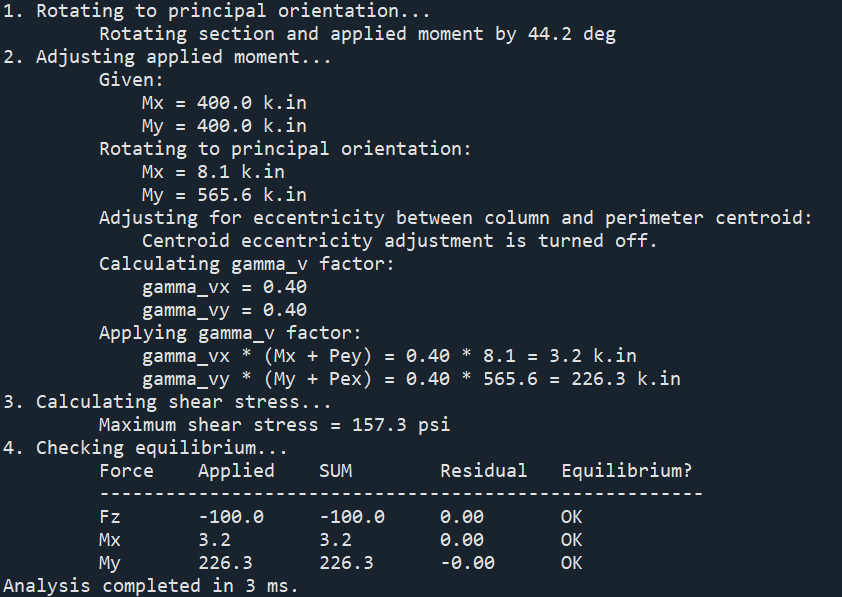 1. Rotating to principal orientation...
Rotating section and applied moment by 44.2 deg
2. Adjusting applied moment...
Given:
Mx = 400.0 k.in
My = 400.0 k.in
Rotating to principal orientation:
Mx = 8.1 k.in
My = 565.6 k.in
Adjusting for eccentricity between column and perimeter centroid:
Centroid eccentricity adjustment is turned off.
Calculating gamma_v factor:
gamma_vx = 0.40
gamma_vy = 0.40
Applying gamma_v factor:
gamma_vx * (Mx + Pey) = 0.40 * 8.1 = 3.2 k.in
gamma_vy * (My + Pex) = 0.40 * 565.6 = 226.3 k.in
3. Calculating shear stress...
Maximum shear stress = 157.3 psi
4. Checking equilibrium...
Force Applied SUM Residual Equilibrium?
-------------------------------------------------------
Fz -100.0 -100.0 0.00 OK
Mx 3.2 3.2 0.00 OK
My 226.3 226.3 -0.00 OK
Analysis completed in 3 ms.